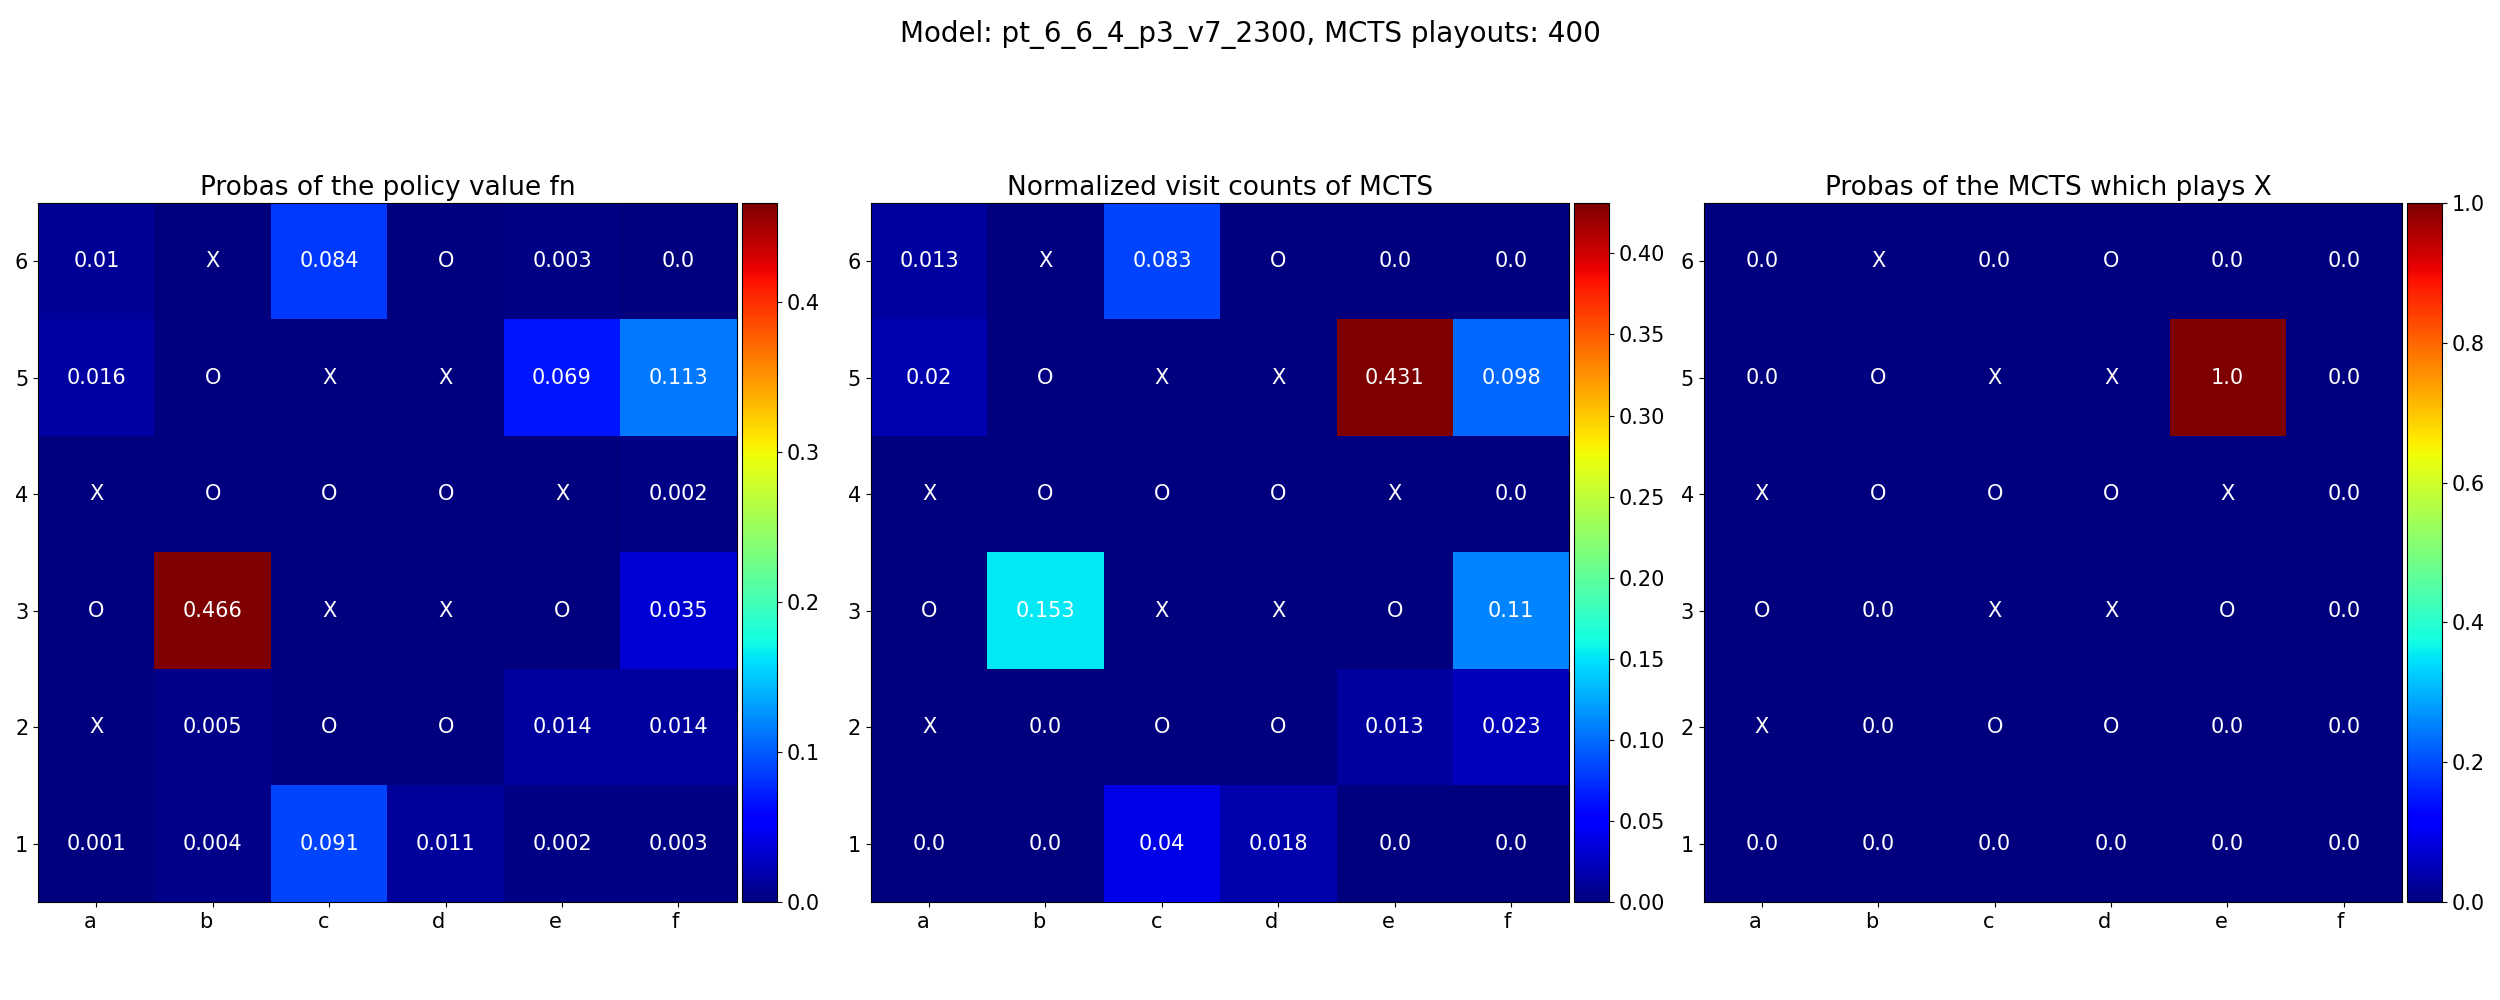 Model: pt_6_6_4_p3_v7_2300, MCTS playouts: 400
Probas of the policy value fn
6 0.01 X 0.084 O 0.003 0.0
5 0.016 O X X 0.069 0.113
4 X O O O X 0.002
3 O 0.466 X X O 0.035
2 X 0.005 O O 0.014 0.014
1 0.001 0.004 0.091 0.011 0.002 0.003
a b c d e f
0.4
0.3
0.2
0.1
0.0
Normalized visit counts of MCTS
6 0.013 X 0.083 O 0.0 0.0
5 0.02 O X X 0.431 0.098
4 X O O O X 0.0
3 O 0.153 X X O 0.11
2 X 0.0 O O 0.013 0.023
1 0.0 0.0 0.04 0.018 0.0 0.0
a b c d e f
0.40
0.35
0.30
0.25
0.20
0.15
0.10
0.05
0.00
Probas of the MCTS which plays X
6 0.0 X 0.0 O 0.0 0.0
5 0.0 O X X 1.0 0.0
4 X O O O X 0.0
3 O 0.0 X X O 0.0
2 X 0.0 O O 0.0 0.0
1 0.0 0.0 0.0 0.0 0.0 0.0
a b c d e f
1.0
0.8
0.6
0.4
0.2
0.0